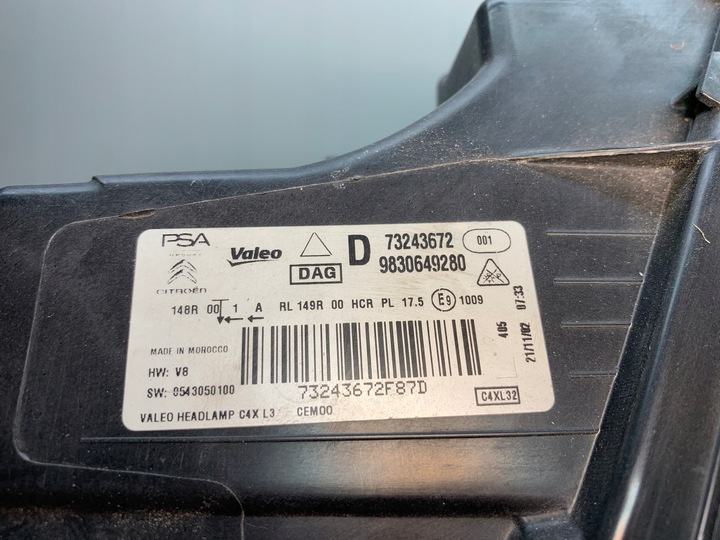 PSA
CITROËN
Valeo
DAG
D 73243672 001
9830649280
148R 00 1 A RL 149R 00 HCR PL 17.5 E9 1009
MADE IN MOROCCO
HW: V8
SW: 0543050100
73243672F87D
VALEO HEADLAMP C4X L3 CEMOO
C4XL32
405
21/11/02 07:33